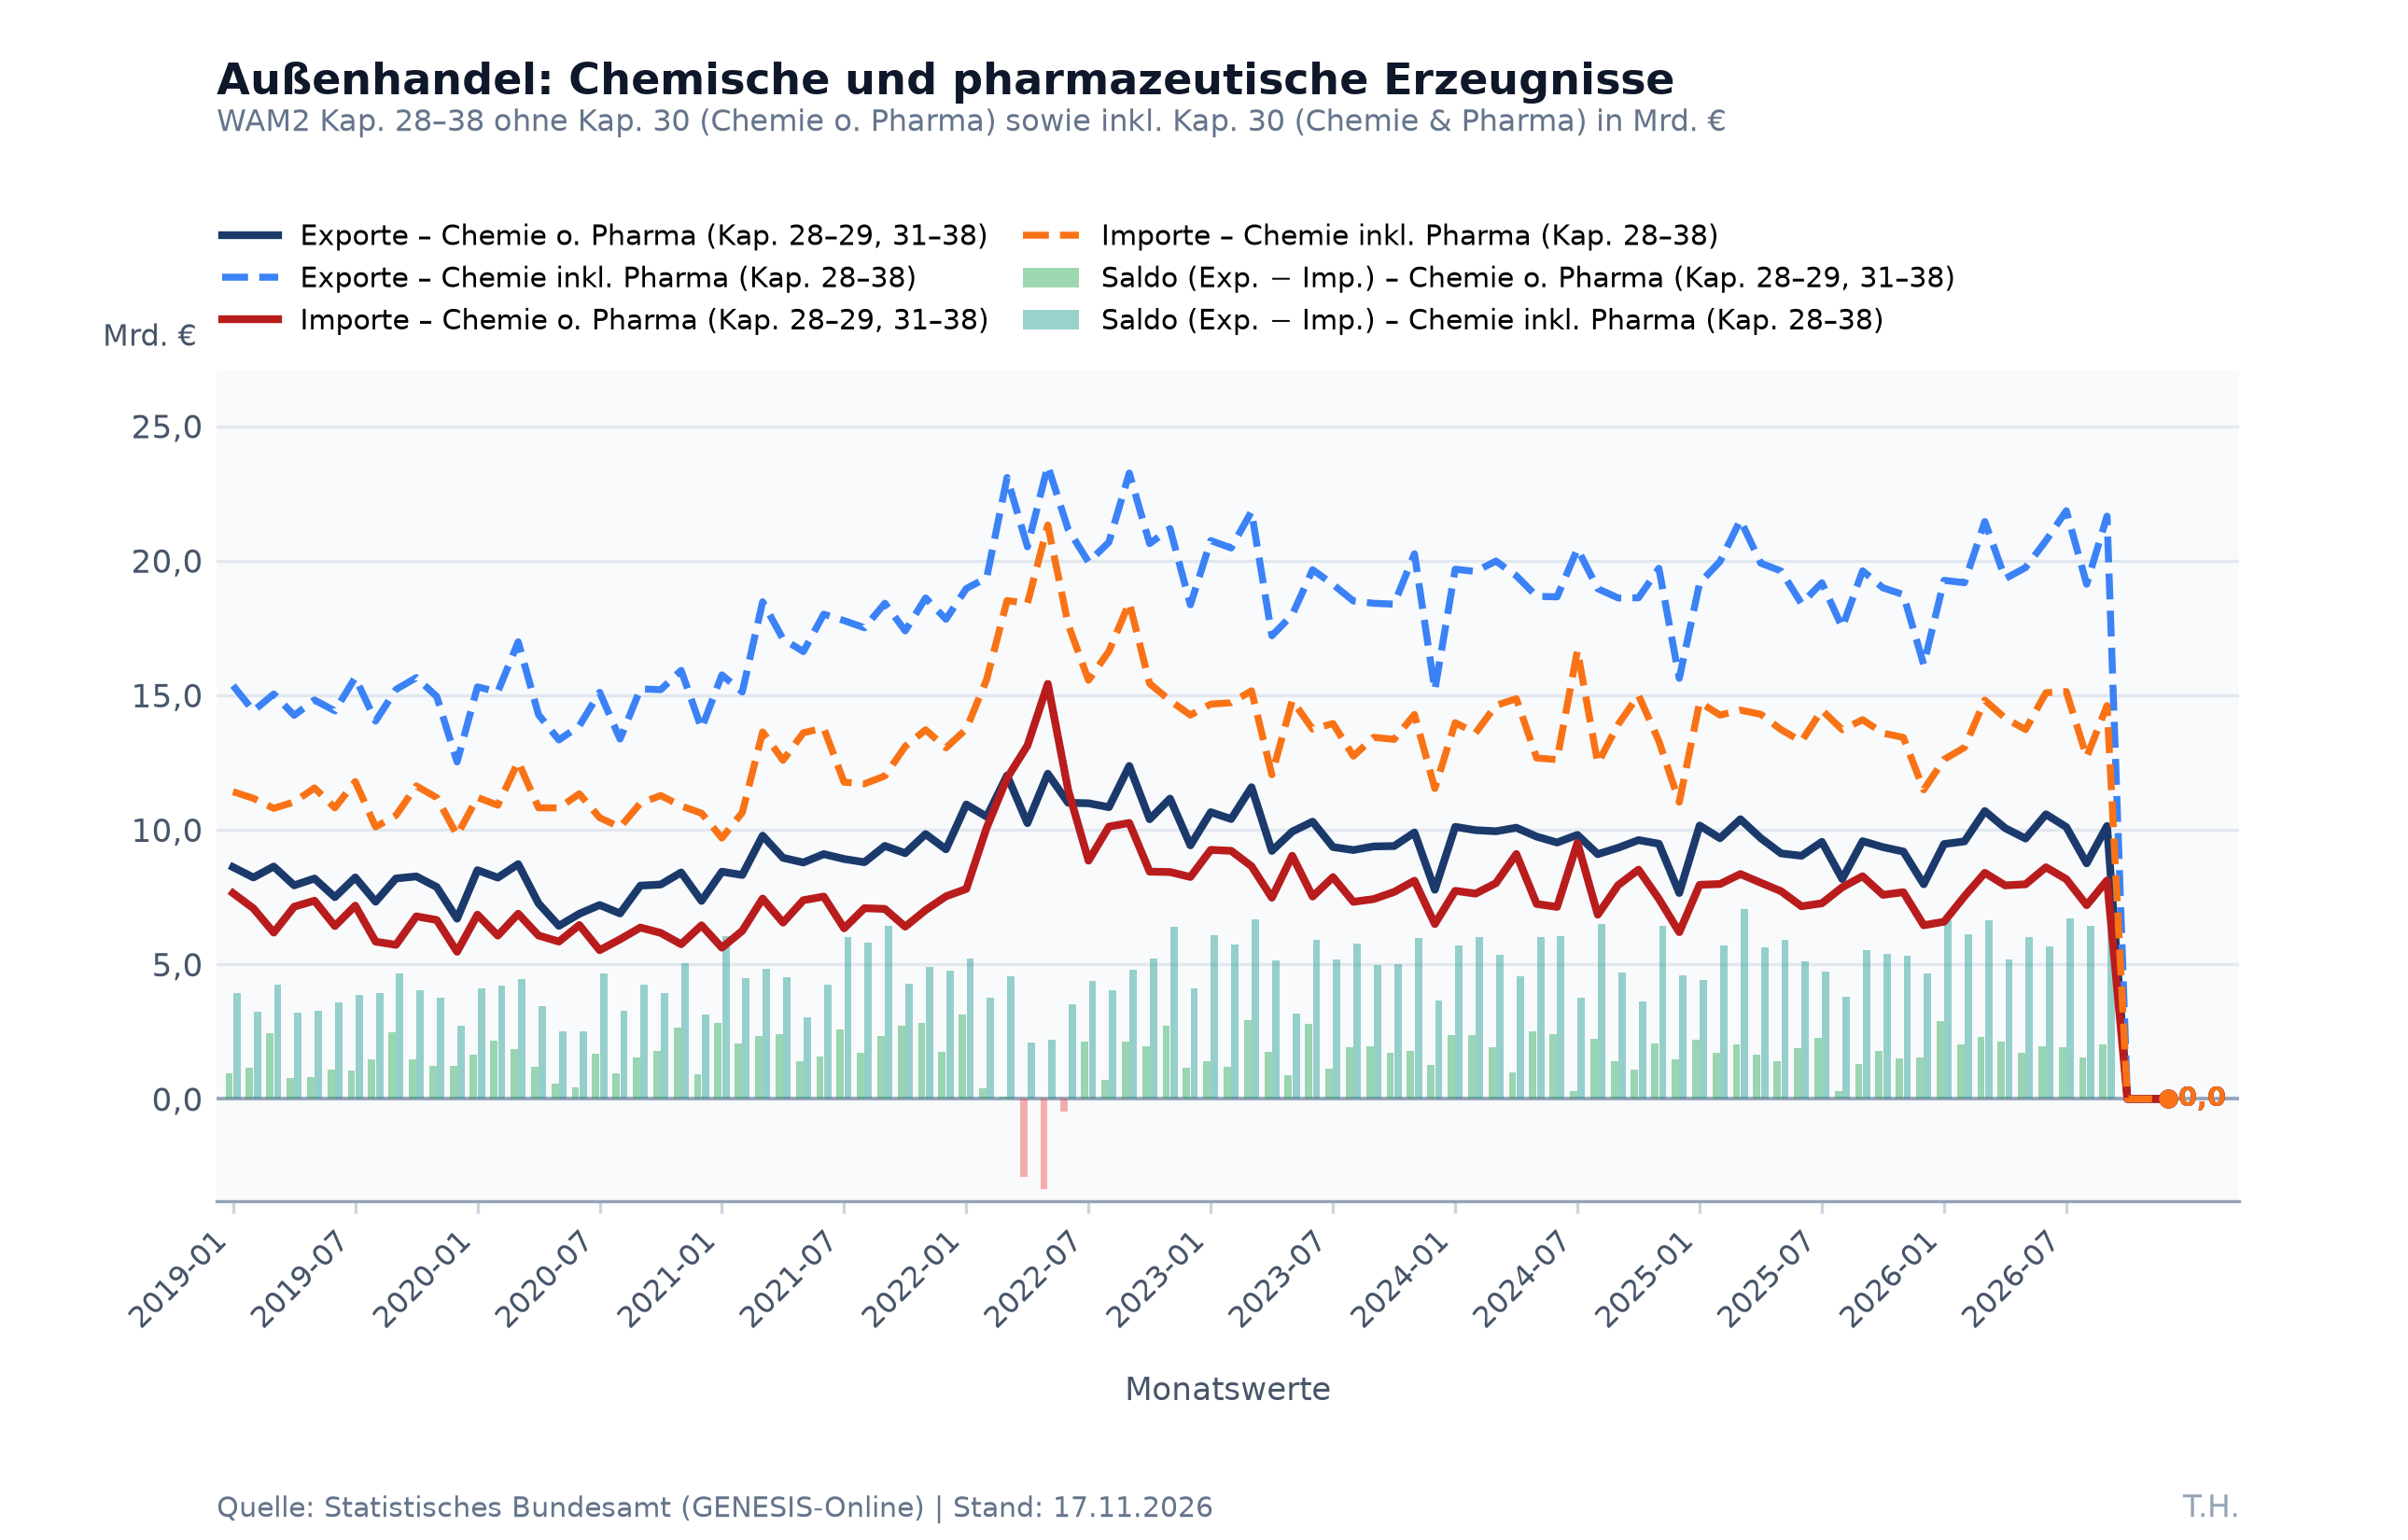 Außenhandel: Chemische und pharmazeutische Erzeugnisse
WAM2 Kap. 28–38 ohne Kap. 30 (Chemie o. Pharma) sowie inkl. Kap. 30 (Chemie & Pharma) in Mrd. €
Exporte – Chemie o. Pharma (Kap. 28–29, 31–38)
Exporte – Chemie inkl. Pharma (Kap. 28–38)
Importe – Chemie o. Pharma (Kap. 28–29, 31–38)
Importe – Chemie inkl. Pharma (Kap. 28–38)
Saldo (Exp. − Imp.) – Chemie o. Pharma (Kap. 28–29, 31–38)
Saldo (Exp. − Imp.) – Chemie inkl. Pharma (Kap. 28–38)
Mrd. €
25,0
20,0
15,0
10,0
5,0
0,0
0,0
2019-01
2019-07
2020-01
2020-07
2021-01
2021-07
2022-01
2022-07
2023-01
2023-07
2024-01
2024-07
2025-01
2025-07
2026-01
2026-07
Monatswerte
Quelle: Statistisches Bundesamt (GENESIS-Online) | Stand: 17.11.2026
T.H.